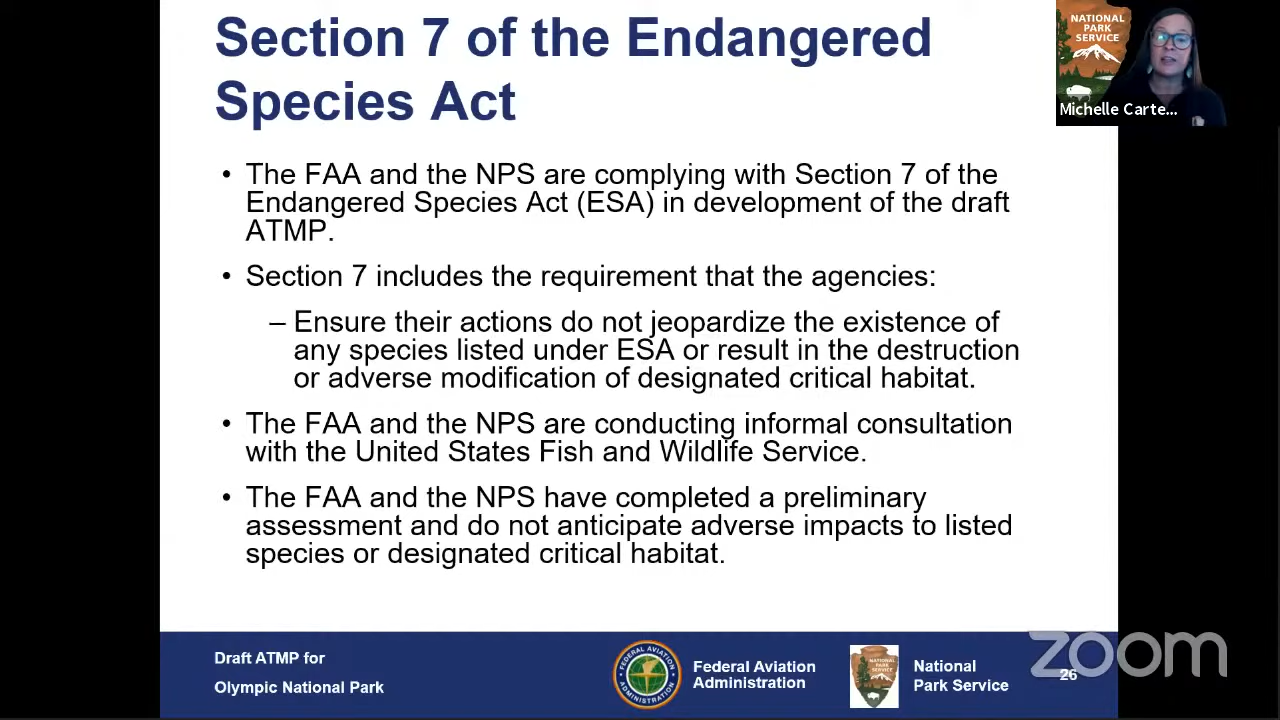 Section 7 of the Endangered
Species Act
NATIONAL
PARK
SERVICE
Michelle Carte...
• The FAA and the NPS are complying with Section 7 of the
Endangered Species Act (ESA) in development of the draft
ATMP.
• Section 7 includes the requirement that the agencies:
– Ensure their actions do not jeopardize the existence of
any species listed under ESA or result in the destruction
or adverse modification of designated critical habitat.
• The FAA and the NPS are conducting informal consultation
with the United States Fish and Wildlife Service.
• The FAA and the NPS have completed a preliminary
assessment and do not anticipate adverse impacts to listed
species or designated critical habitat.
Draft ATMP for
Olympic National Park
FEDERAL AVIATION
ADMINISTRATION
Federal Aviation
Administration
NATIONAL
PARK
SERVICE
National
Park Service
26
zoom